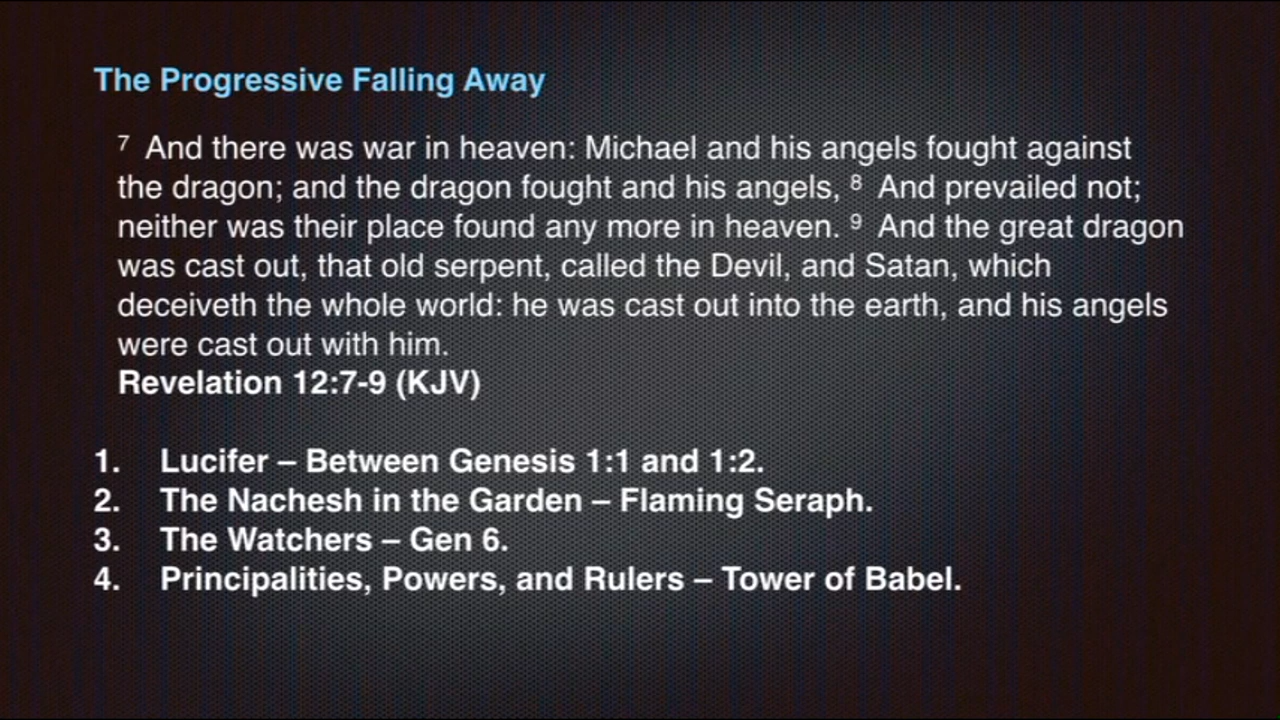 The Progressive Falling Away
7 And there was war in heaven: Michael and his angels fought against
the dragon; and the dragon fought and his angels, 8 And prevailed not;
neither was their place found any more in heaven. 9 And the great dragon
was cast out, that old serpent, called the Devil, and Satan, which
deceiveth the whole world: he was cast out into the earth, and his angels
were cast out with him.
Revelation 12:7-9 (KJV)
1. Lucifer – Between Genesis 1:1 and 1:2.
2. The Nachesh in the Garden – Flaming Seraph.
3. The Watchers – Gen 6.
4. Principalities, Powers, and Rulers – Tower of Babel.